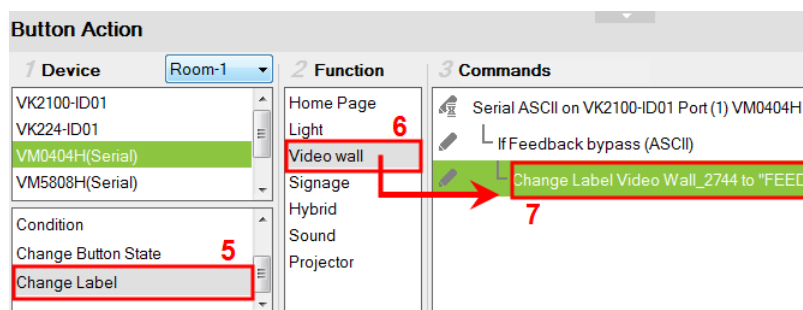 Button Action
1 Device Room-1
2 Function
3 Commands
VK2100-ID01
VK224-ID01
VM0404H(Serial)
VM5808H(Serial)
Condition
Change Button State
5
Change Label
Home Page
Light
6
Video wall
Signage
Hybrid
Sound
Projector
Serial ASCII on VK2100-ID01 Port (1) VM0404H
If Feedback bypass (ASCII)
Change Label Video Wall_2744 to "FEED
7